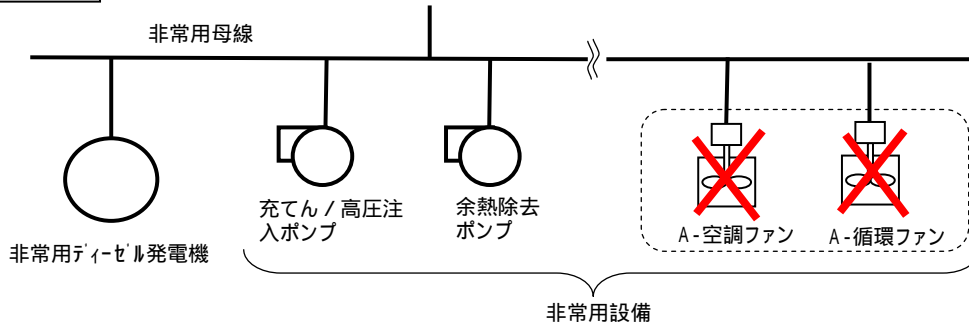 非常用母線
充てん / 高圧注
入ポンプ
余熱除去
ポンプ
A-空調ファン
A-循環ファン
非常用ﾃﾞｨｰｾﾞﾙ発電機
非常用設備